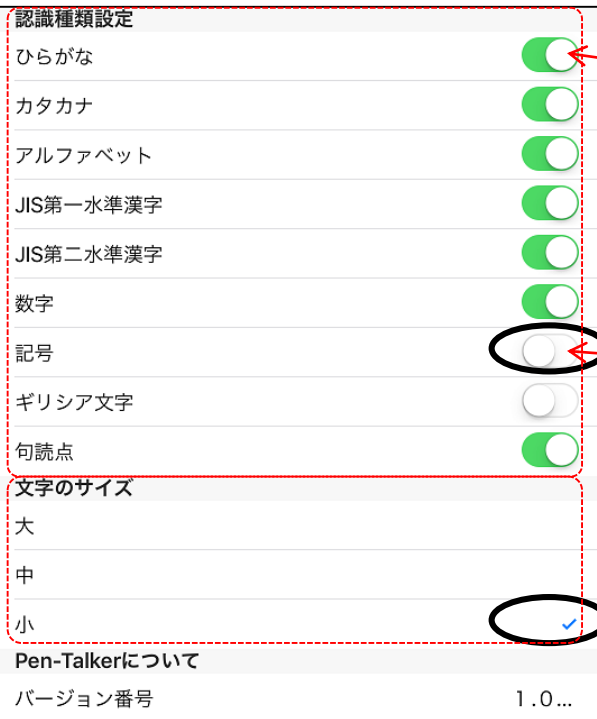 認識種類設定
ひらがな
カタカナ
アルファベット
JIS第一水準漢字
JIS第二水準漢字
数字
記号
ギリシア文字
句読点
文字のサイズ
大
中
小
Pen-Talkerについて
バージョン番号 1.0...